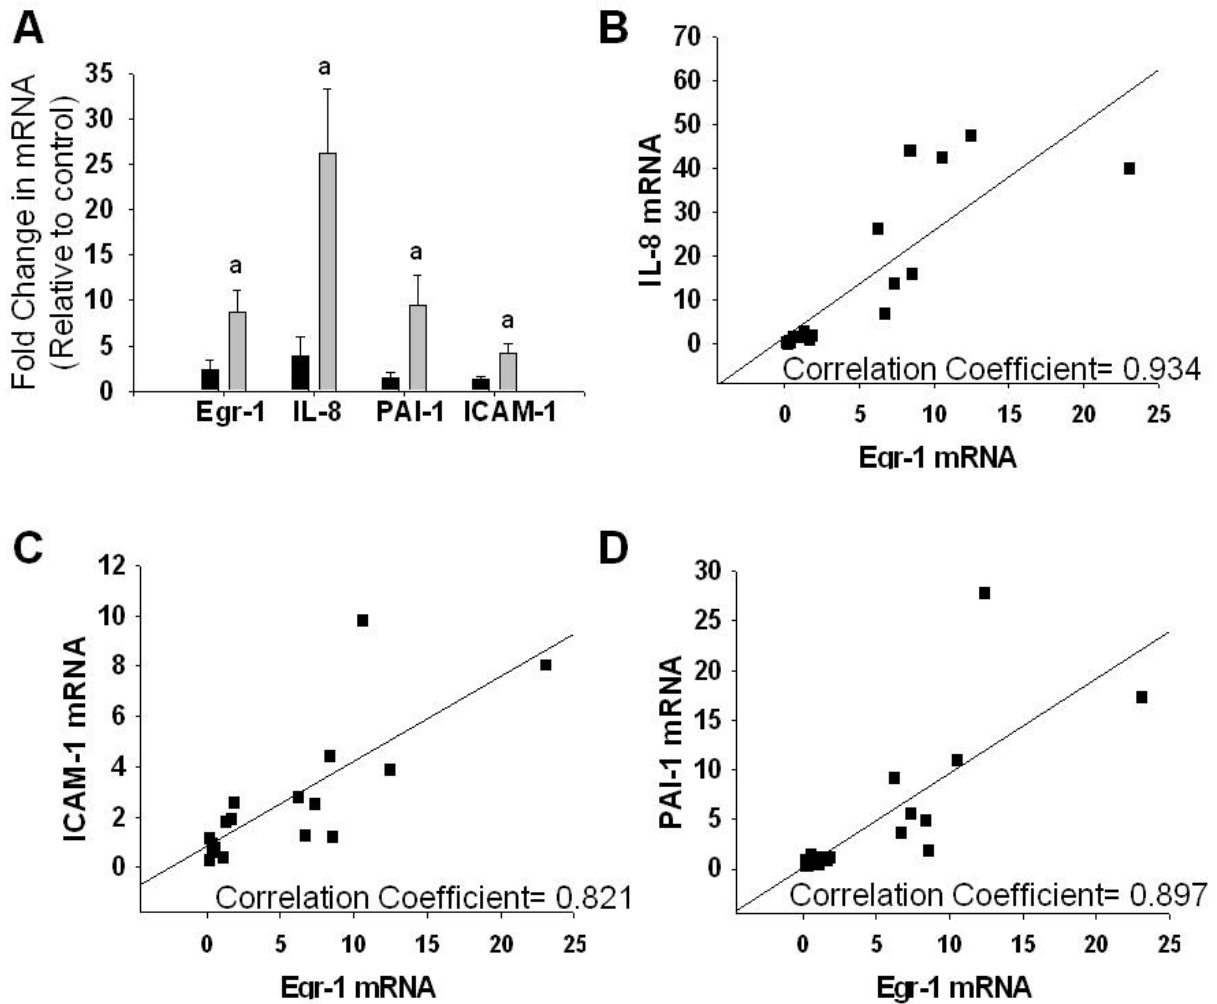 A
Fold Change in mRNA
(Relative to control)
35
30
25
20
15
10
5
0
a
a
a
a
Egr-1 IL-8 PAI-1 ICAM-1
B
IL-8 mRNA
70
60
50
40
30
20
10
0
Correlation Coefficient= 0.934
0 5 10 15 20 25
Egr-1 mRNA
C
ICAM-1 mRNA
12
10
8
6
4
2
0
Correlation Coefficient= 0.821
0 5 10 15 20 25
Egr-1 mRNA
D
PAI-1 mRNA
30
25
20
15
10
5
0
Correlation Coefficient= 0.897
0 5 10 15 20 25
Egr-1 mRNA